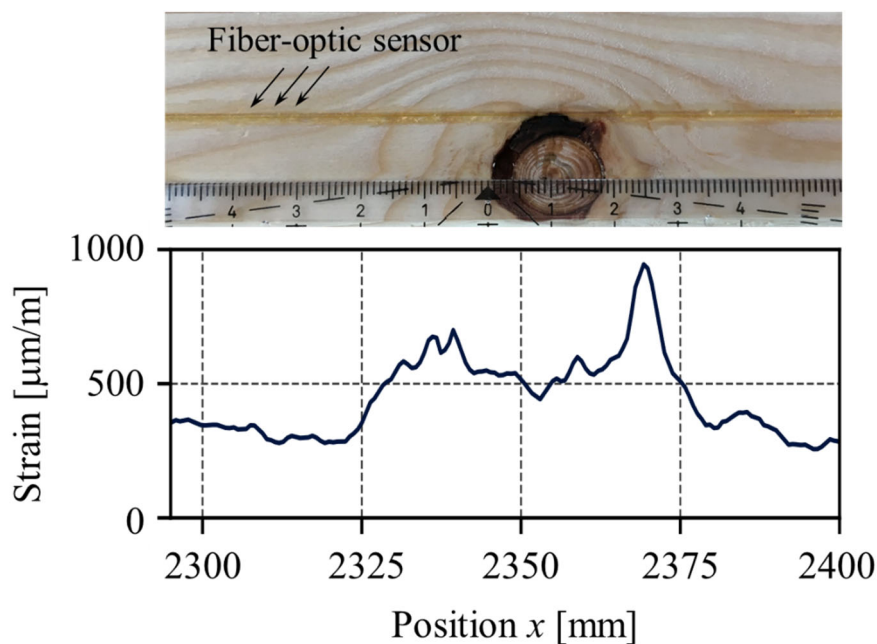 Fiber-optic sensor
4 3 2 1 0 1 2 3 4
1000
500
0
Strain [μm/m]
2300 2325 2350 2375 2400
Position x [mm]